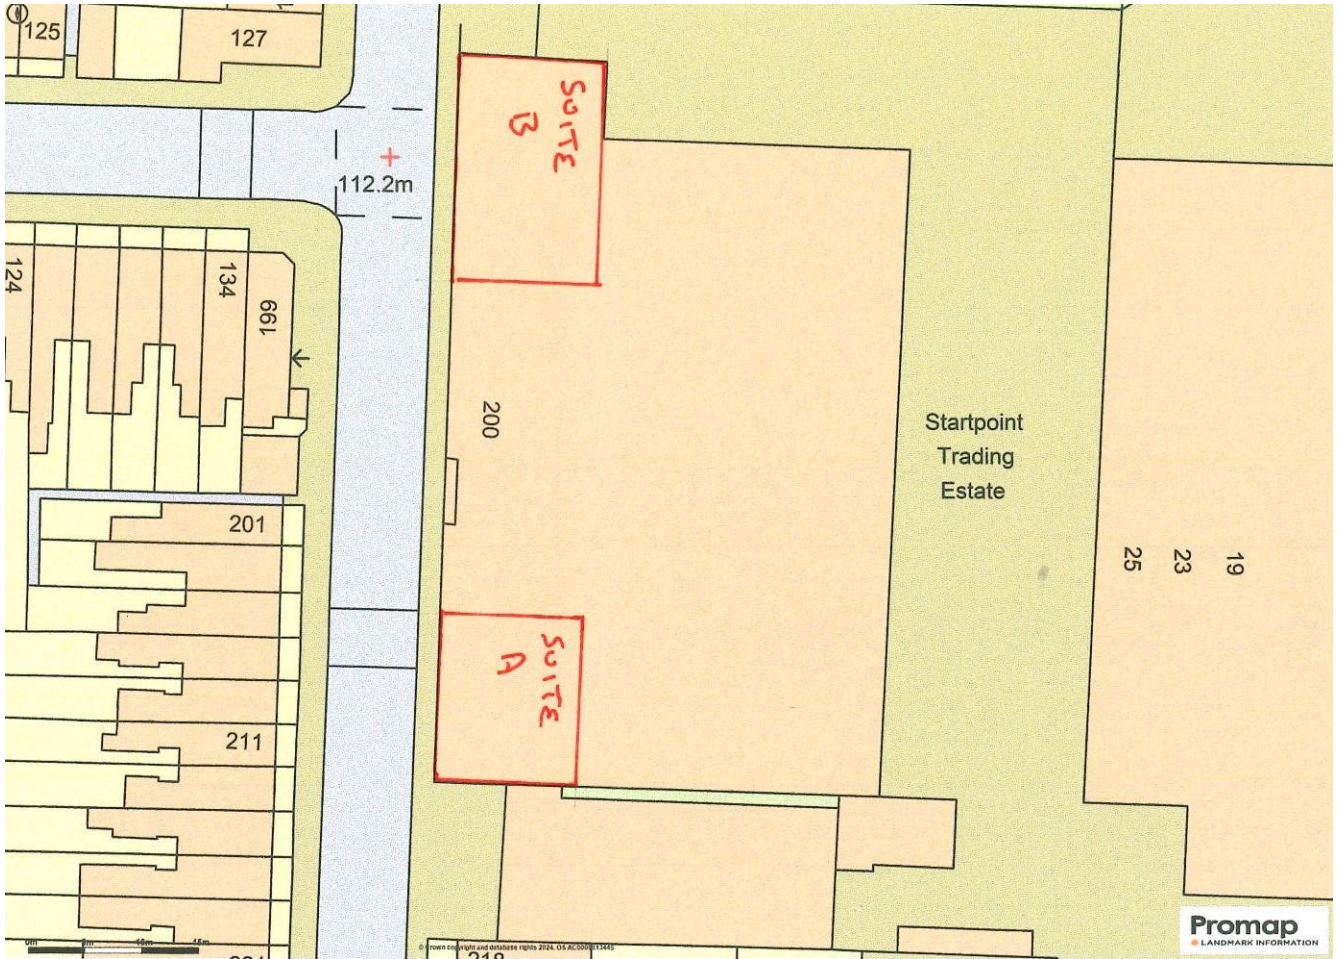 125
127
SUITE
B
112.2m
124
134
199
200
Startpoint
Trading
Estate
201
25
23
19
SUITE
A
211
218
Promap
LANDMARK INFORMATION